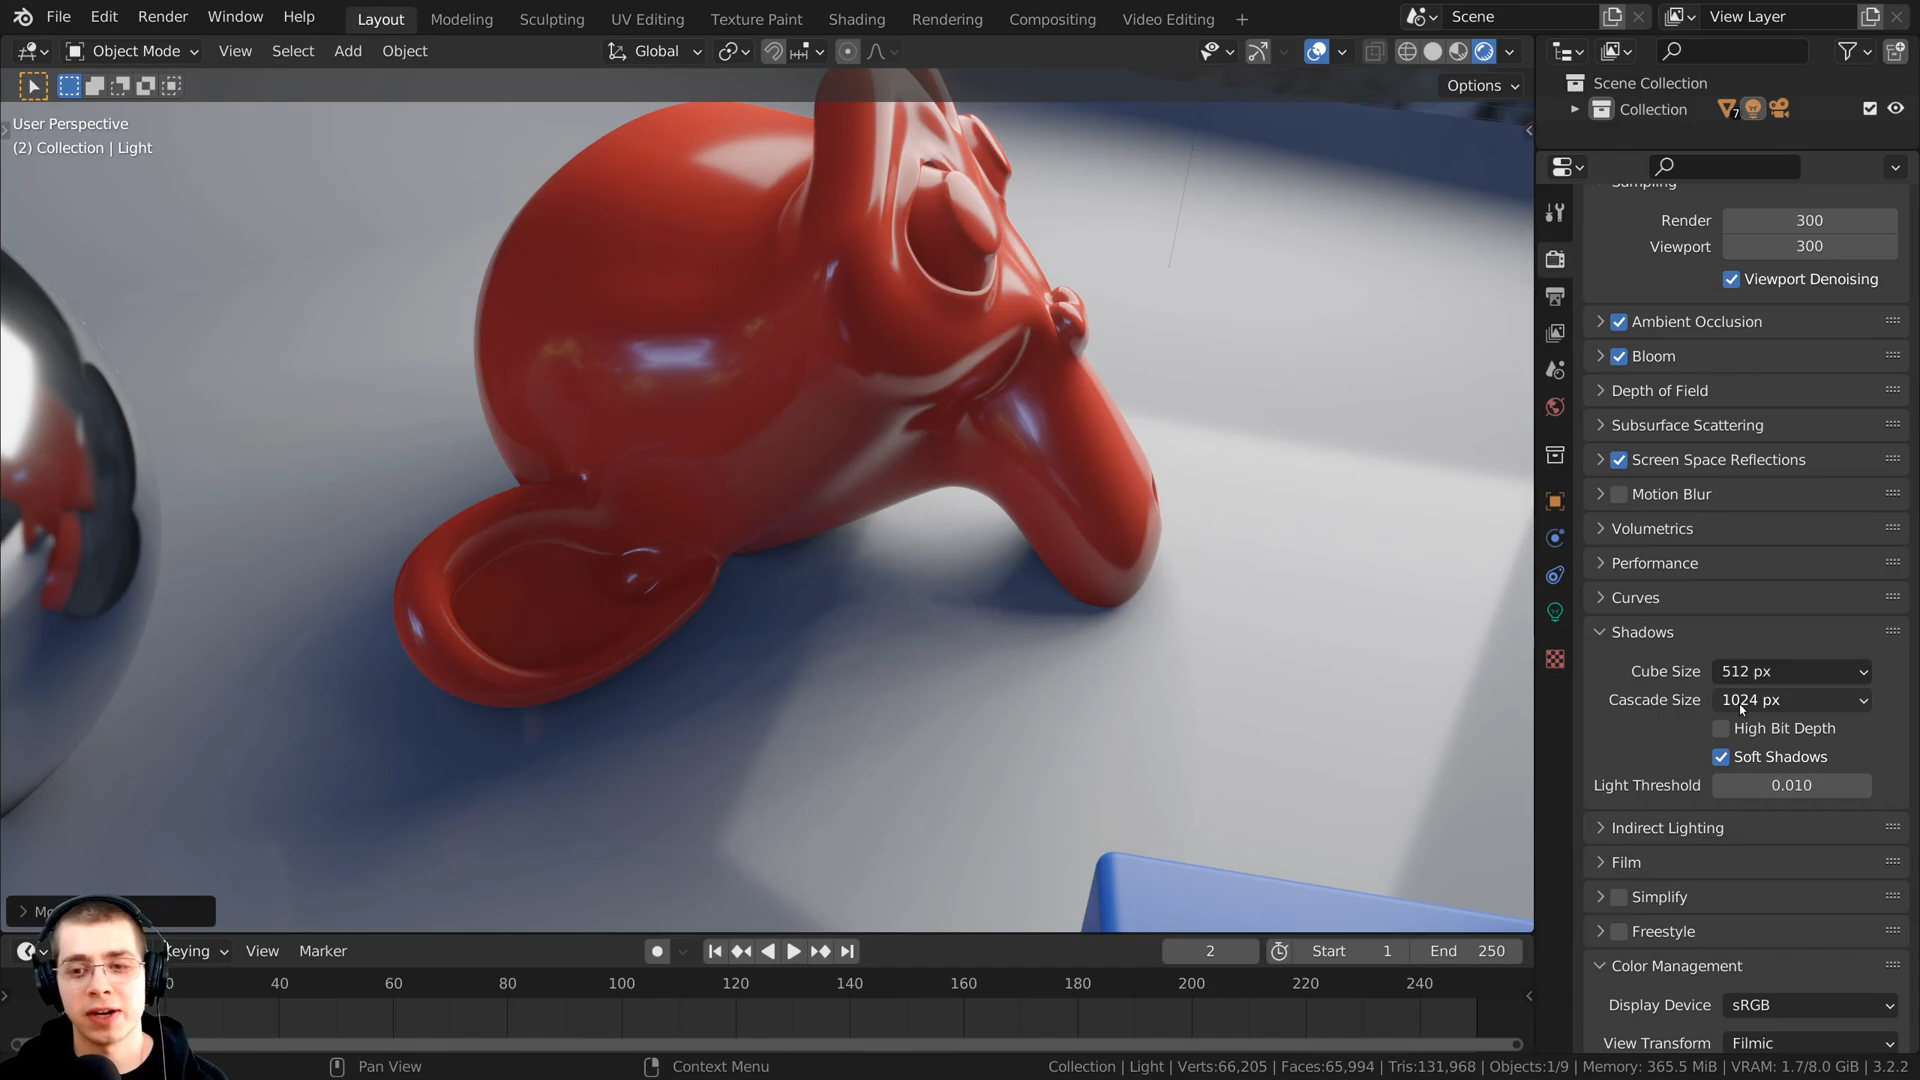 File Edit Render Window Help Layout Modeling Sculpting UV Editing Texture Paint Shading Rendering Compositing Video Editing + Scene View Layer
Object Mode View Select Add Object Global
Options
User Perspective
(2) Collection | Light
Scene Collection
Collection 7
Sampling
Render 300
Viewport 300
Viewport Denoising
Ambient Occlusion
Bloom
Depth of Field
Subsurface Scattering
Screen Space Reflections
Motion Blur
Volumetrics
Performance
Curves
Shadows
Cube Size 512 px
Cascade Size 1024 px
High Bit Depth
Soft Shadows
Light Threshold 0.010
Indirect Lighting
Film
Simplify
Freestyle
Color Management
Display Device sRGB
View Transform Filmic
Keying View Marker 2 Start 1 End 250
40 60 80 100 120 140 160 180 200 220 240
Pan View Context Menu Collection | Light | Verts:66,205 | Faces:65,994 | Tris:131,968 | Objects:1/9 | Memory: 365.5 MiB | VRAM: 1.7/8.0 GiB | 3.2.2